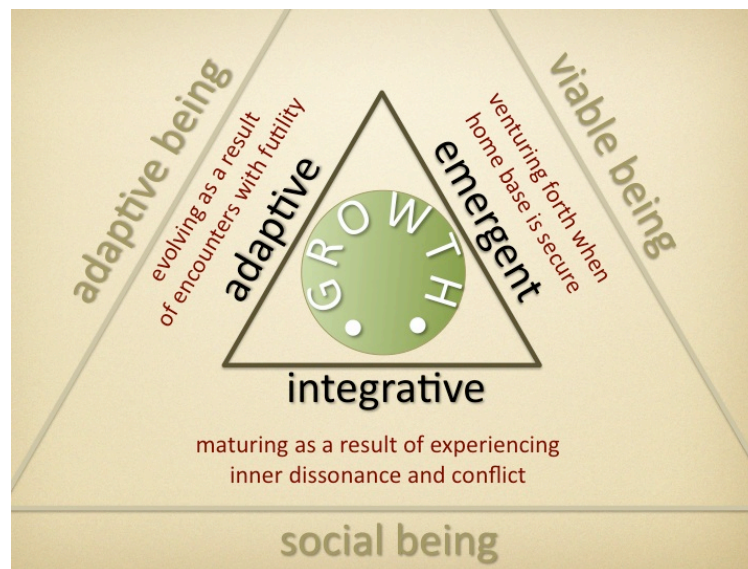 adaptive being
evolving as a result
of encounters with futility
adaptive
GROWTH
emergent
venturing forth when
home base is secure
viable being
integrative
maturing as a result of experiencing
inner dissonance and conflict
social being